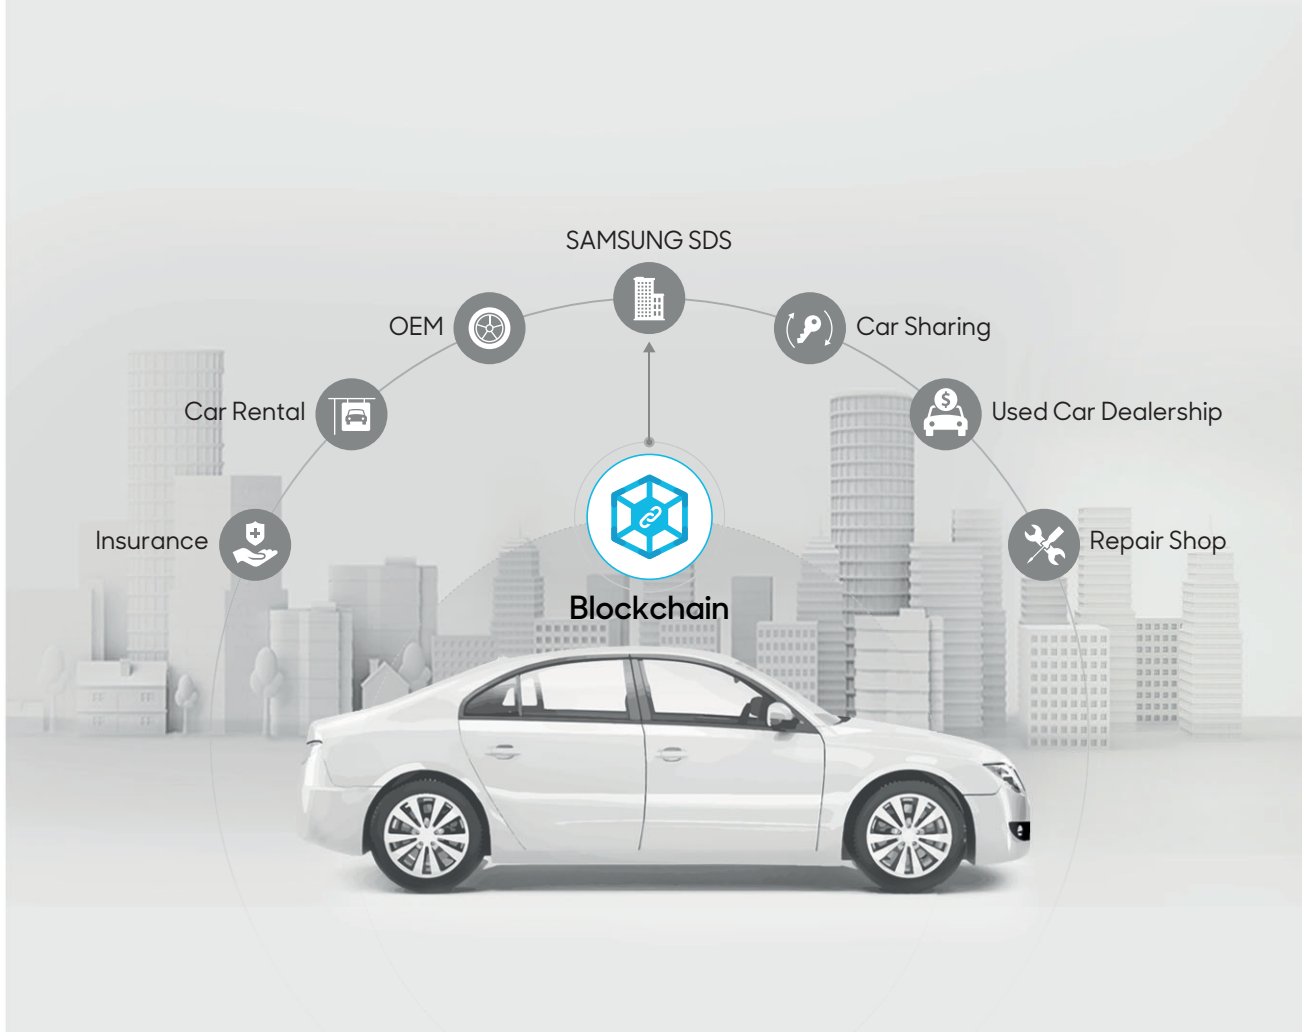 SAMSUNG SDS
OEM
Car Sharing
Car Rental
Used Car Dealership
Insurance
Repair Shop
Blockchain